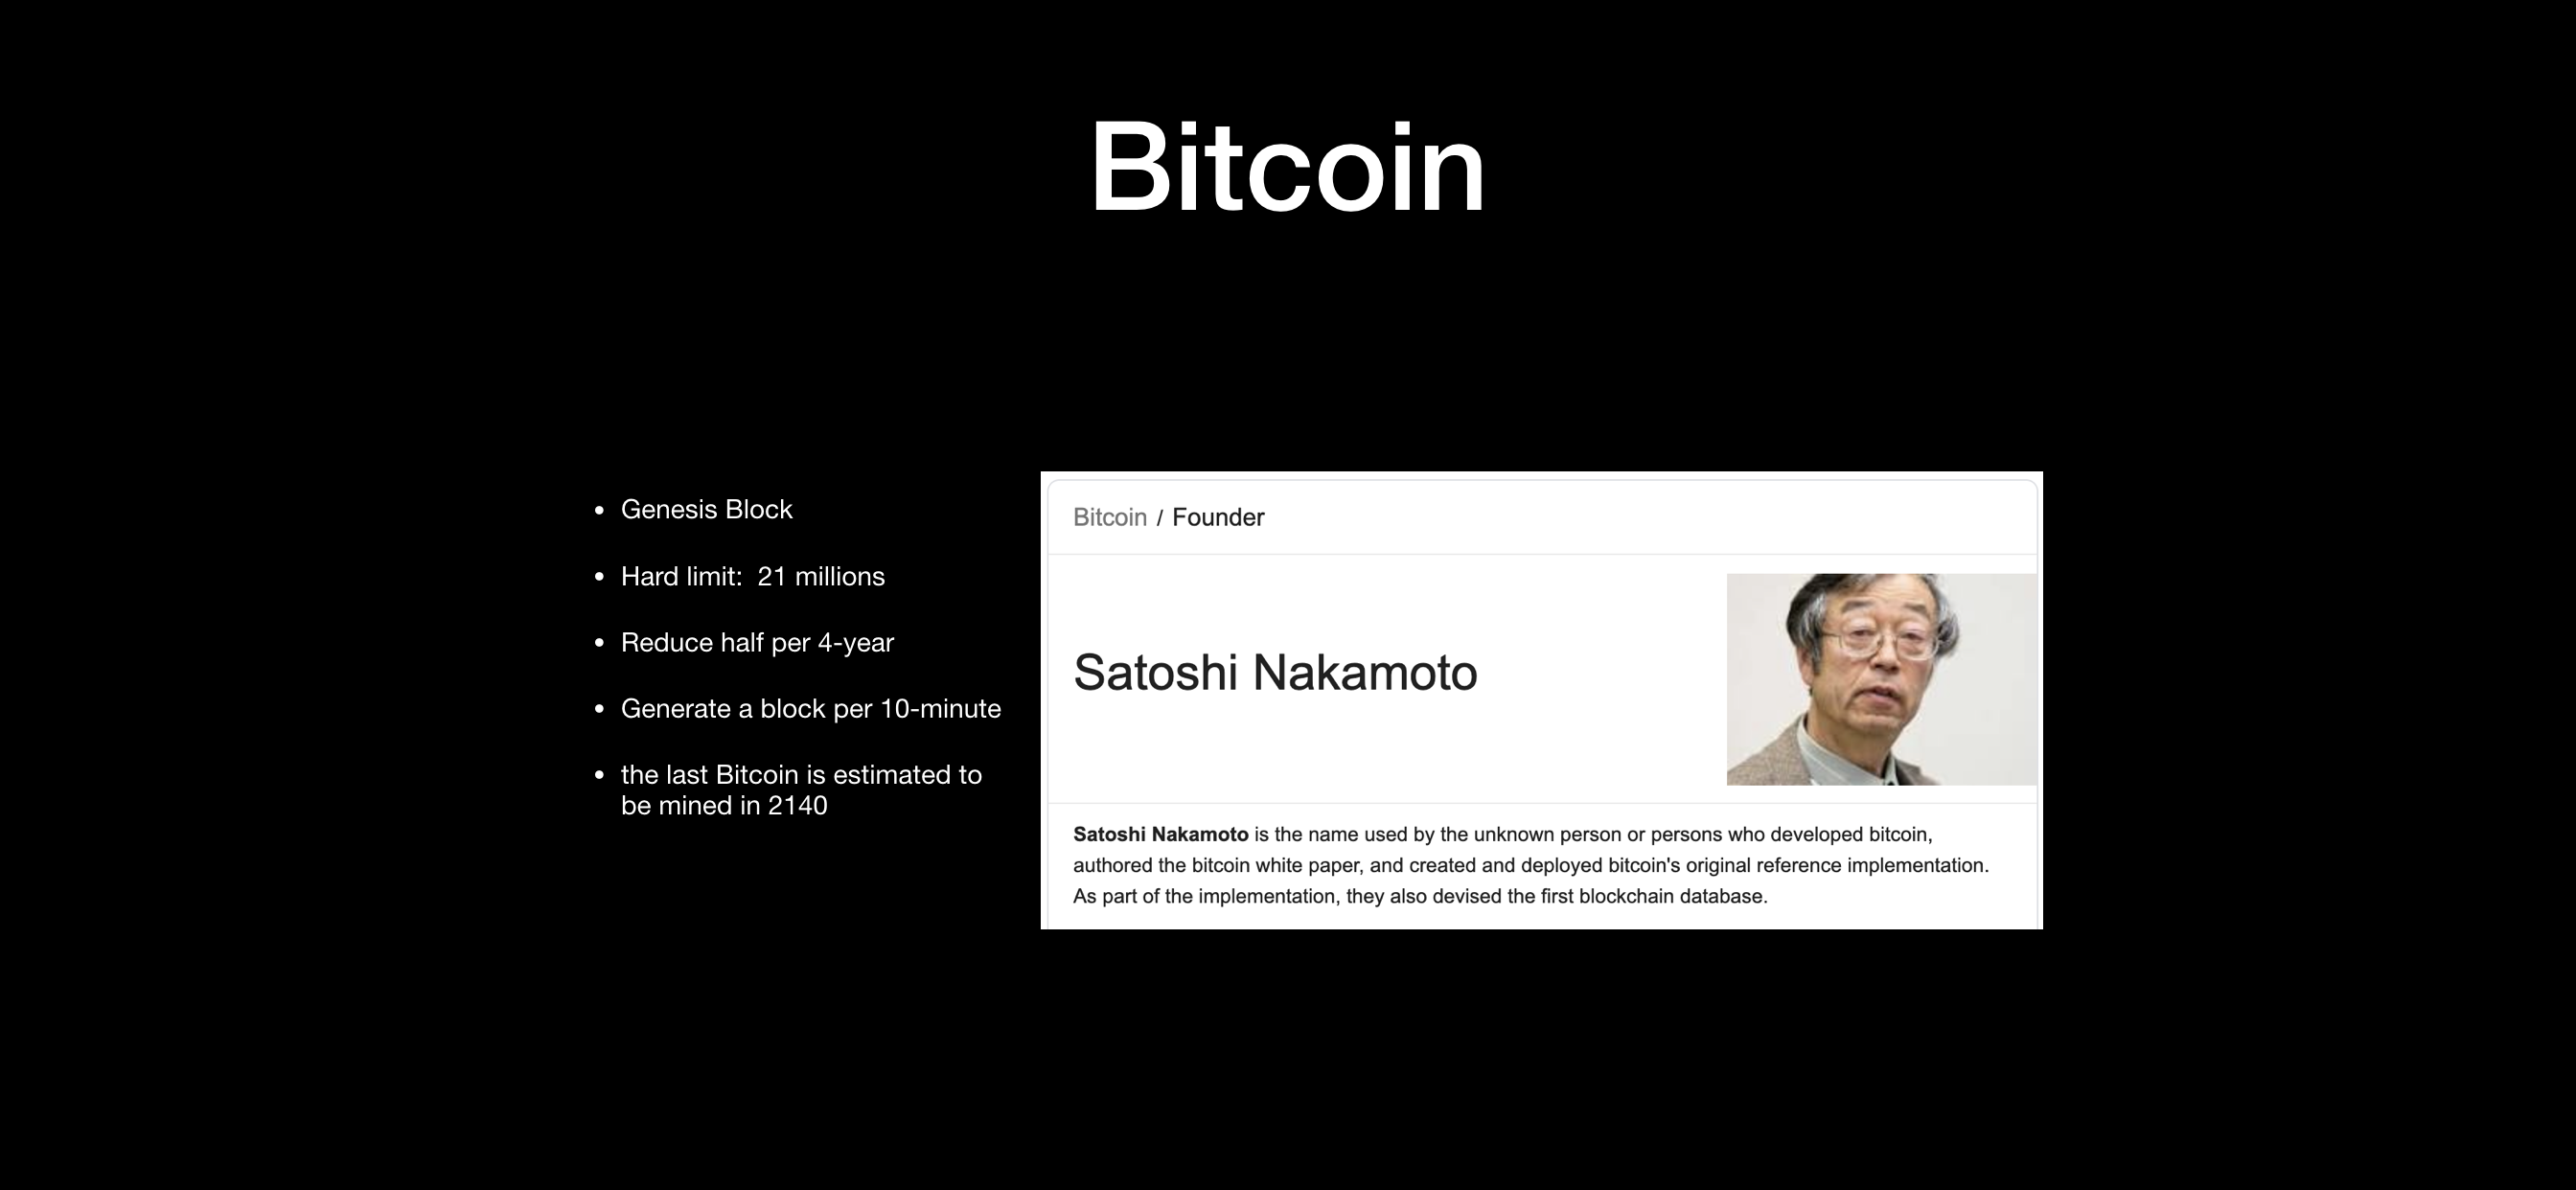 Bitcoin
• Genesis Block
• Hard limit:  21 millions
• Reduce half per 4-year
• Generate a block per 10-minute
• the last Bitcoin is estimated to
be mined in 2140
Bitcoin / Founder
Satoshi Nakamoto
Satoshi Nakamoto is the name used by the unknown person or persons who developed bitcoin,
authored the bitcoin white paper, and created and deployed bitcoin's original reference implementation.
As part of the implementation, they also devised the first blockchain database.